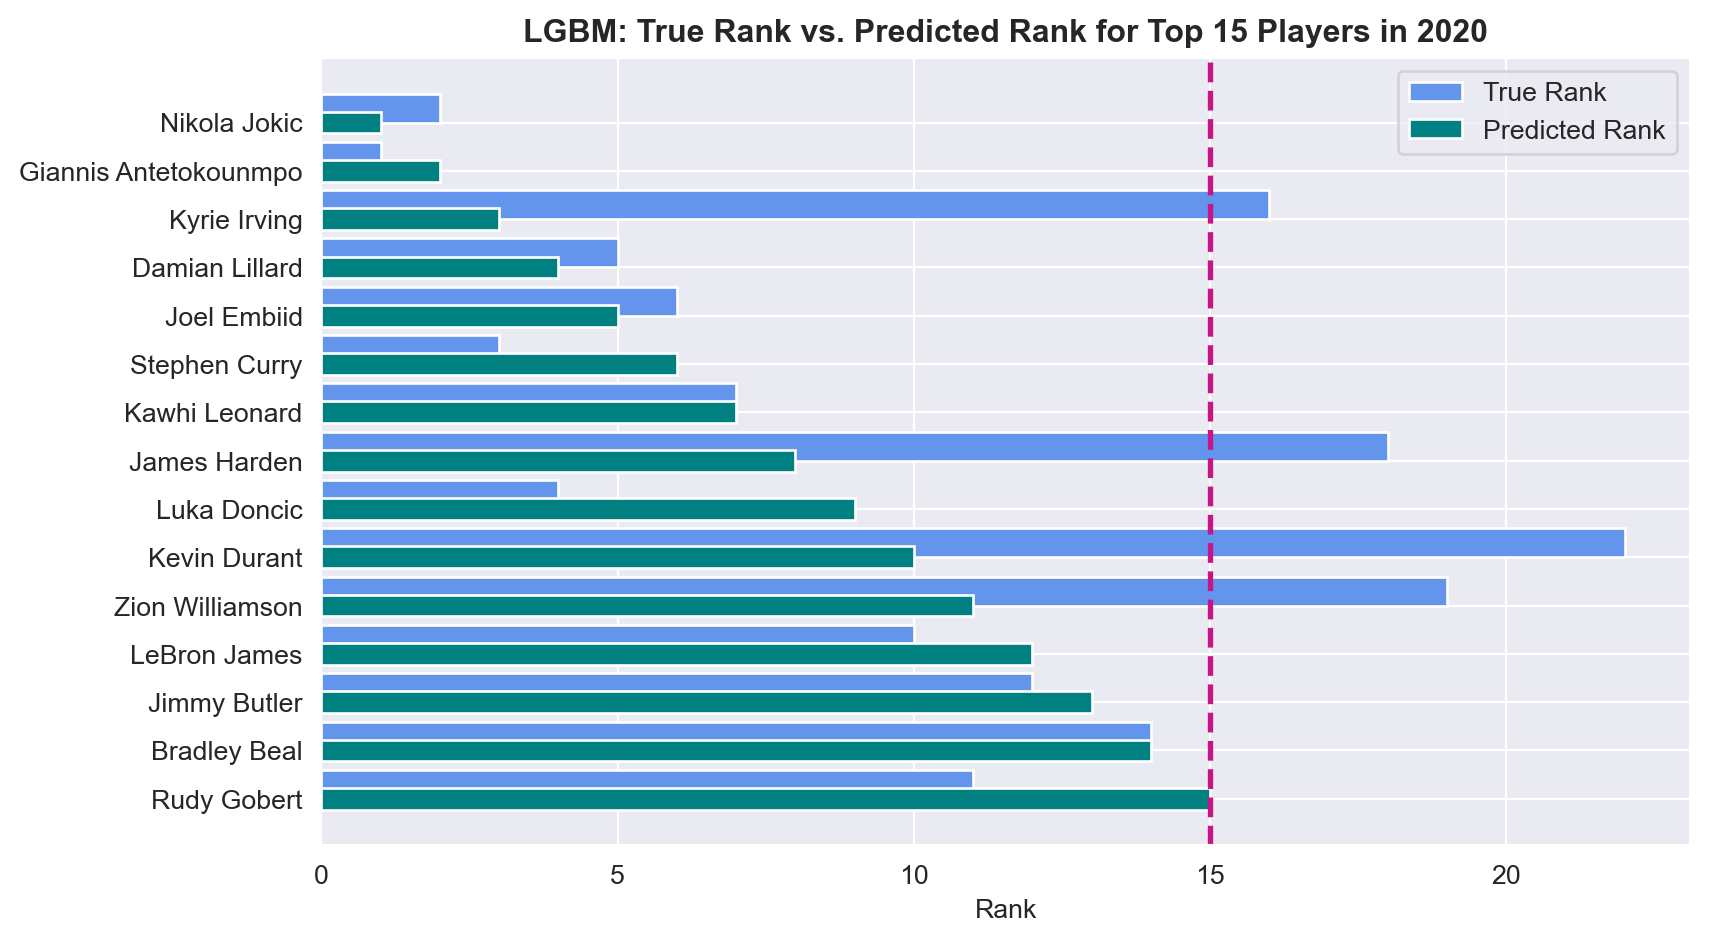 LGBM: True Rank vs. Predicted Rank for Top 15 Players in 2020
True Rank
Predicted Rank
Nikola Jokic
Giannis Antetokounmpo
Kyrie Irving
Damian Lillard
Joel Embiid
Stephen Curry
Kawhi Leonard
James Harden
Luka Doncic
Kevin Durant
Zion Williamson
LeBron James
Jimmy Butler
Bradley Beal
Rudy Gobert
0 5 10 15 20
Rank